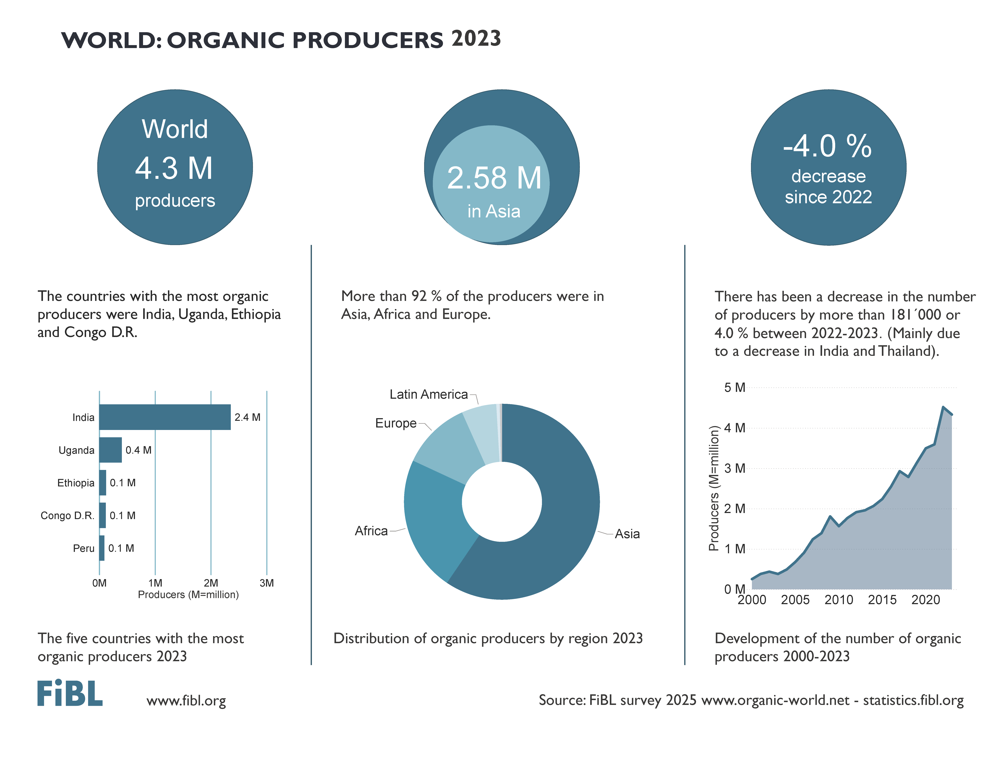 WORLD: ORGANIC PRODUCERS 2023
World
4.3 M
producers
2.58 M
in Asia
-4.0 %
decrease
since 2022
The countries with the most organic
producers were India, Uganda, Ethiopia
and Congo D.R.
More than 92 % of the producers were in
Asia, Africa and Europe.
There has been a decrease in the number
of producers by more than 181´000 or
4.0 % between 2022-2023. (Mainly due
to a decrease in India and Thailand).
India 2.4 M
Uganda 0.4 M
Ethiopia 0.1 M
Congo D.R. 0.1 M
Peru 0.1 M
0M 1M 2M 3M
Producers (M=million)
The five countries with the most
organic producers 2023
Latin America
Europe
Africa
Asia
Distribution of organic producers by region 2023
Producers (M=million)
5 M
4 M
3 M
2 M
1 M
0 M
2000 2005 2010 2015 2020
Development of the number of organic
producers 2000-2023
FiBL
www.fibl.org
Source: FiBL survey 2025 www.organic-world.net - statistics.fibl.org